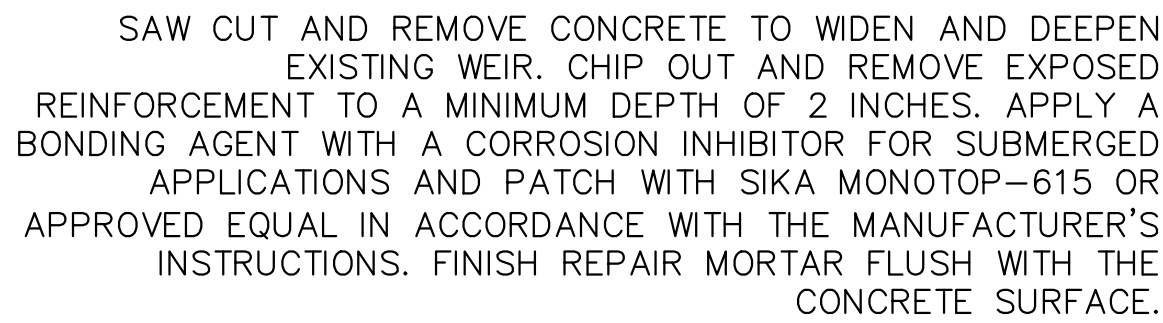 SAW CUT AND REMOVE CONCRETE TO WIDEN AND DEEPEN
EXISTING WEIR. CHIP OUT AND REMOVE EXPOSED
REINFORCEMENT TO A MINIMUM DEPTH OF 2 INCHES. APPLY A
BONDING AGENT WITH A CORROSION INHIBITOR FOR SUBMERGED
APPLICATIONS AND PATCH WITH SIKA MONOTOP–615 OR
APPROVED EQUAL IN ACCORDANCE WITH THE MANUFACTURER'S
INSTRUCTIONS. FINISH REPAIR MORTAR FLUSH WITH THE
CONCRETE SURFACE.